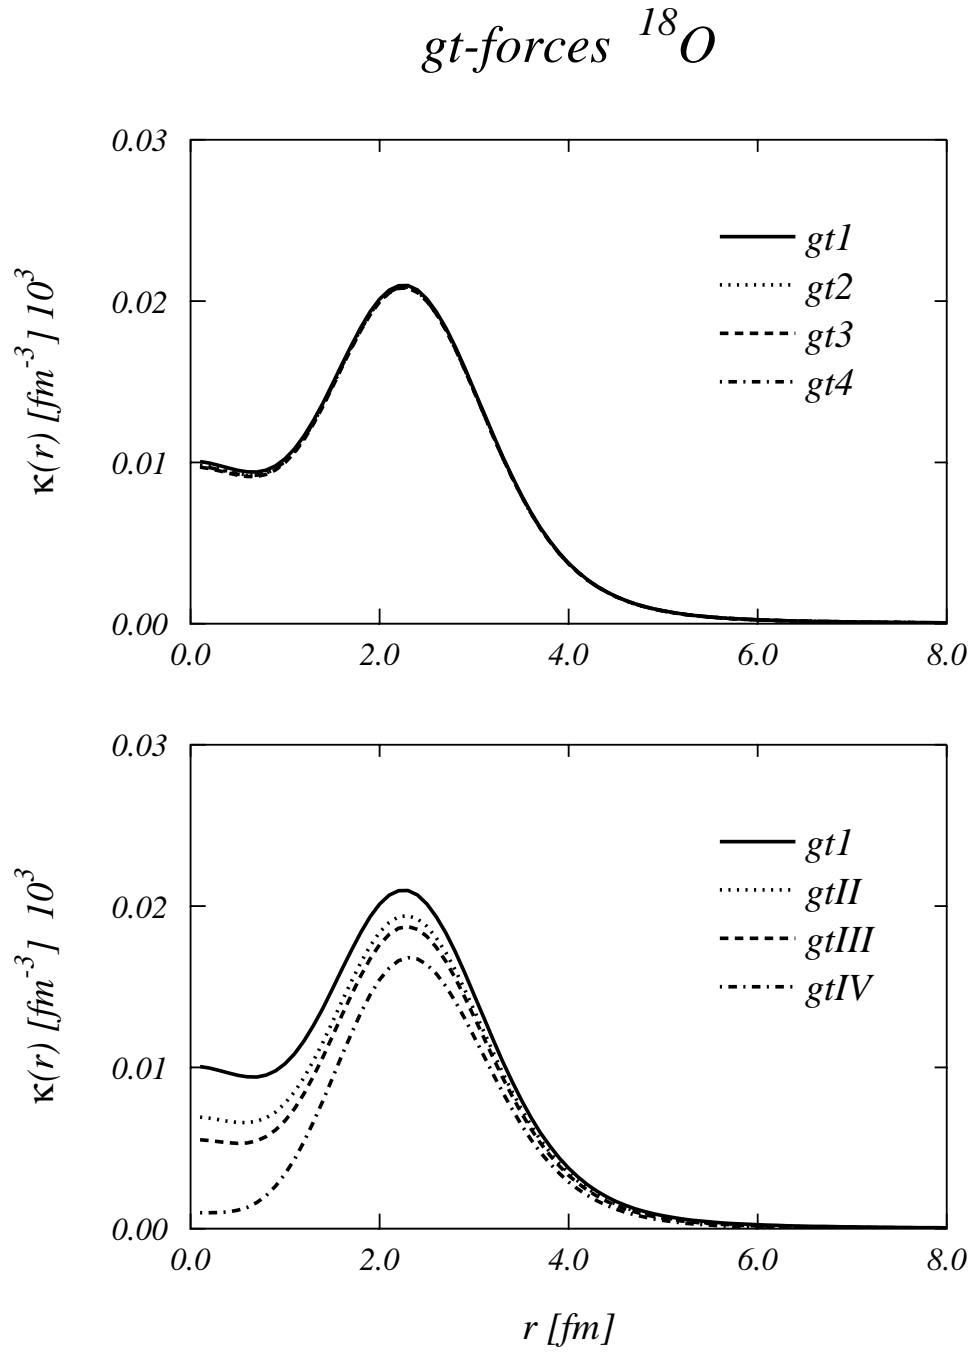 gt-forces ¹⁸O
0.03
0.02
0.01
0.00
κ(r) [fm⁻³] 10³
gt1
gt2
gt3
gt4
0.0 2.0 4.0 6.0 8.0
0.03
0.02
0.01
0.00
κ(r) [fm⁻³] 10³
gt1
gtII
gtIII
gtIV
0.0 2.0 4.0 6.0 8.0
r [fm]